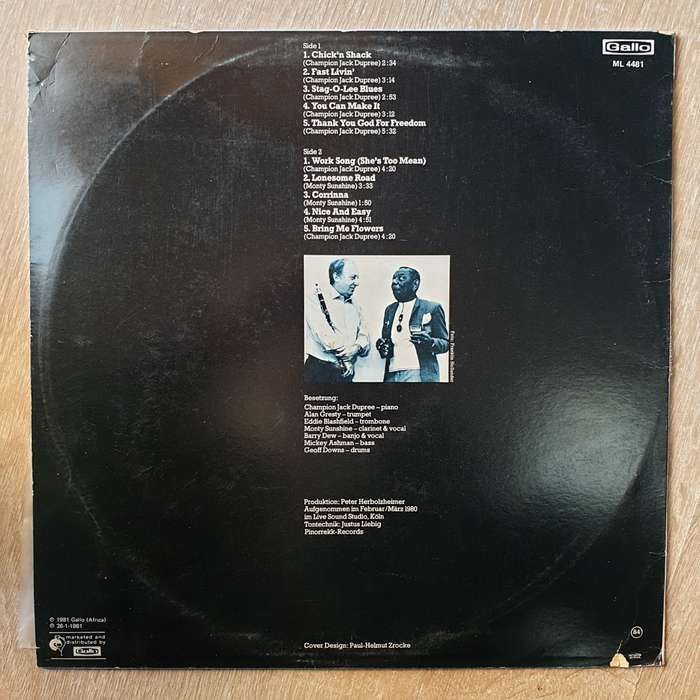 Gallo
ML 4481
Side 1
1. Chick'n Shack
(Champion Jack Dupree) 2:34
2. Fast Livin'
(Champion Jack Dupree) 3:14
3. Stag-O-Lee Blues
(Champion Jack Dupree) 2:53
4. You Can Make It
(Champion Jack Dupree) 3:12
5. Thank You God For Freedom
(Champion Jack Dupree) 5:32
Side 2
1. Work Song (She's Too Mean)
(Champion Jack Dupree) 4:20
2. Lonesome Road
(Monty Sunshine) 3:33
3. Corrinna
(Monty Sunshine) 1:50
4. Nice And Easy
(Monty Sunshine) 4:51
5. Bring Me Flowers
(Champion Jack Dupree) 4:20
Besetzung:
Champion Jack Dupree – piano
Alan Gresty – trumpet
Eddie Blashfield – trombone
Monty Sunshine – clarinet & vocal
Barry Dew – banjo & vocal
Mickey Ashman – bass
Geoff Downs – drums
Produktion: Peter Herbolzheimer
Aufgenommen im Februar/März 1980
im Live Sound Studio, Köln
Tontechnik: Justus Liebig
Pinorrekk-Records
℗ 1981 Gallo (Africa)
© 26-1-1981
marketed and
distributed by
Gallo
Cover Design: Paul-Helmut Zrocke
84